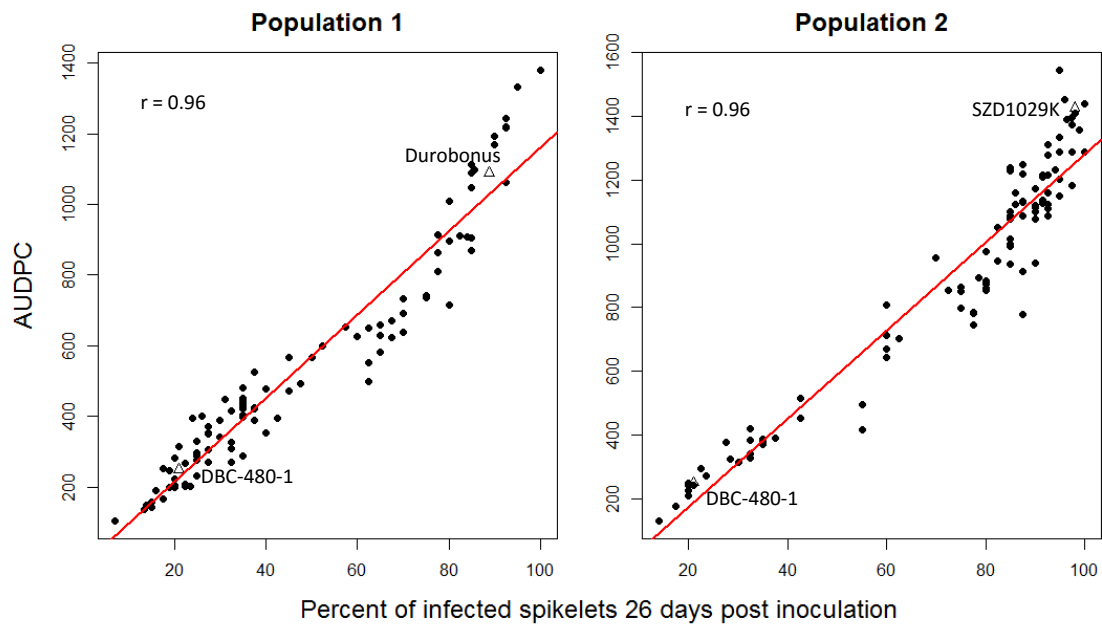 Population 1
Population 2
r = 0.96
Durobonus
DBC-480-1
r = 0.96
SZD1029K
DBC-480-1
AUDPC
200
400
600
800
1000
1200
1400
200
400
600
800
1000
1200
1400
1600
20
40
60
80
100
20
40
60
80
100
Percent of infected spikelets 26 days post inoculation